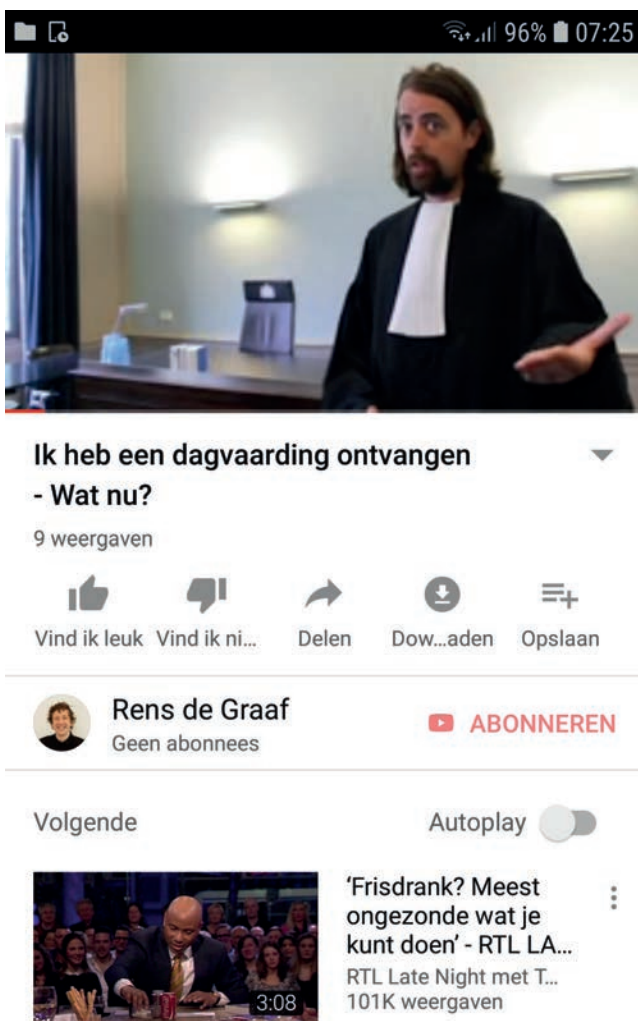 96% 07:25
Ik heb een dagvaarding ontvangen
- Wat nu?
9 weergaven
Vind ik leuk Vind ik ni... Delen Dow...aden Opslaan
Rens de Graaf
Geen abonnees
ABONNEREN
Volgende Autoplay
'Frisdrank? Meest
ongezonde wat je
kunt doen' - RTL LA...
RTL Late Night met T...
101K weergaven
3:08